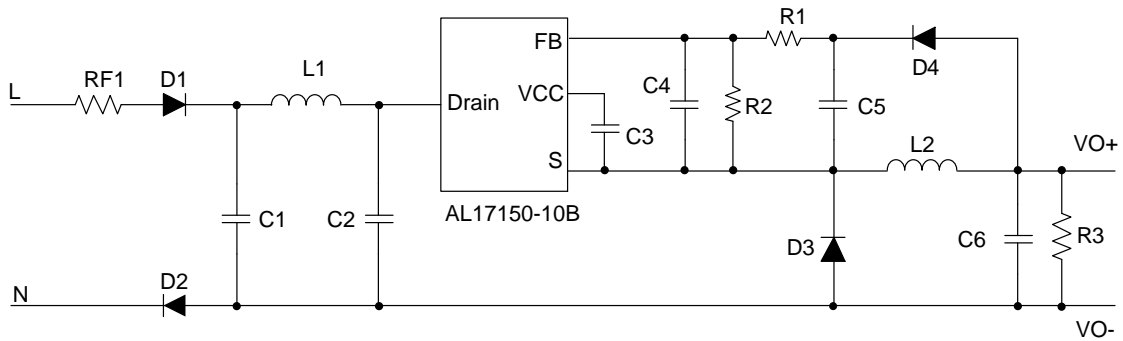 R1
FB
D4
L
RF1
D1
L1
Drain
VCC
C4
R2
C5
C3
S
L2
VO+
AL17150-10B
C1
C2
D3
C6
R3
N
D2
VO-